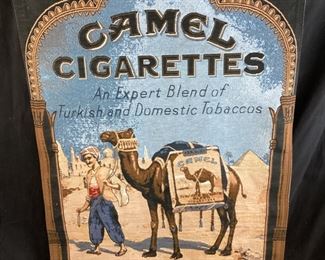 CAMEL
CIGARETTES
An Expert Blend of
Turkish and Domestic Tobaccos
CAMEL